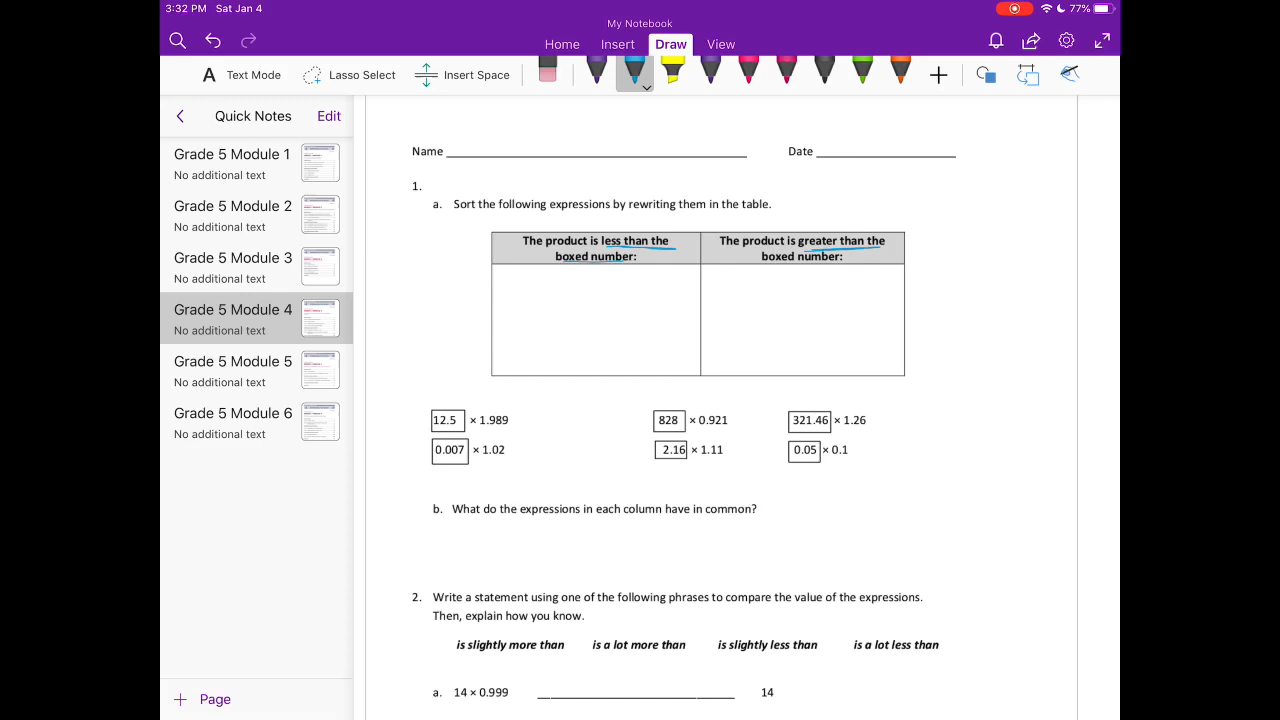 3:32 PM Sat Jan 4
77%
My Notebook
Home Insert Draw View
Text Mode Lasso Select Insert Space
Quick Notes Edit
Grade 5 Module 1
No additional text
Grade 5 Module 2
No additional text
Grade 5 Module 3
No additional text
Grade 5 Module 4
No additional text
Grade 5 Module 5
No additional text
Grade 5 Module 6
No additional text
+ Page
Name ____ Date ____
1.
a. Sort the following expressions by rewriting them in the table.
The product is less than the boxed number:
The product is greater than the boxed number:
12.5 × 1.989 828 × 0.921 321.46 × 1.26
0.007 × 1.02 2.16 × 1.11 0.05 × 0.1
b. What do the expressions in each column have in common?
2. Write a statement using one of the following phrases to compare the value of the expressions.
Then, explain how you know.
is slightly more than is a lot more than is slightly less than is a lot less than
a. 14 × 0.999 ____ 14